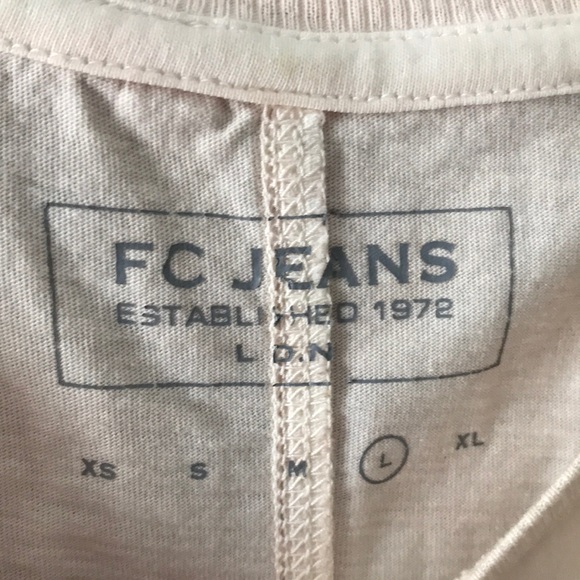 FC JEANS
ESTABLISHED 1972
L.D.N
XS S M L XL